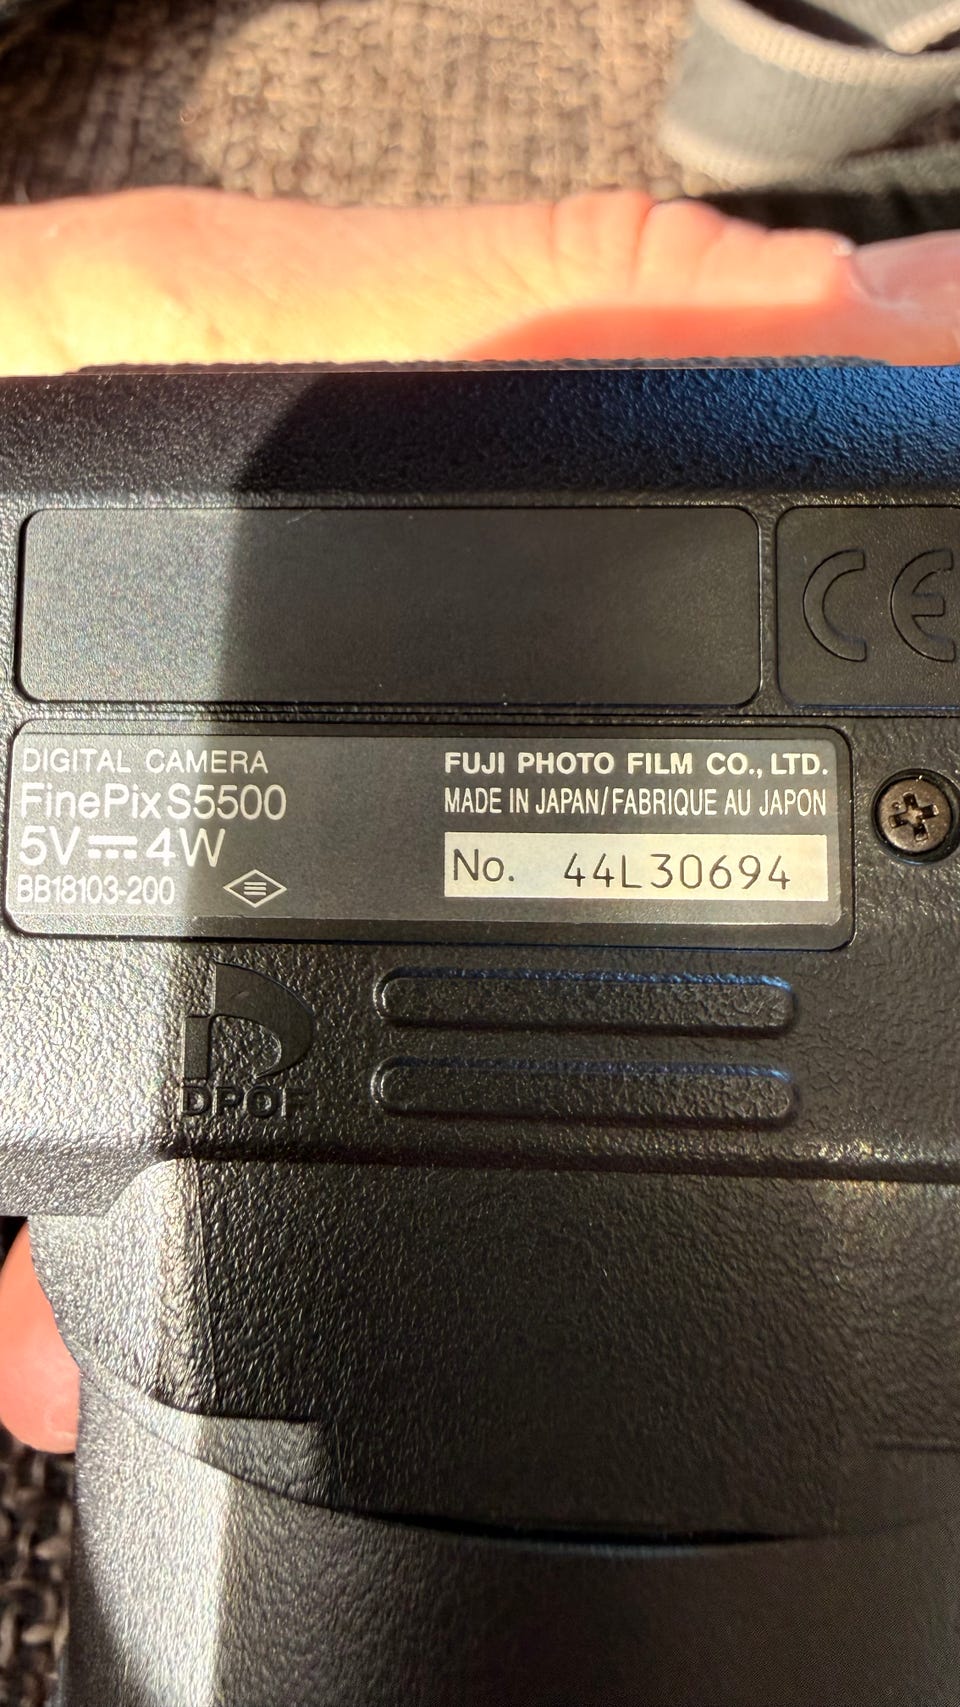 CE
DIGITAL CAMERA
FinePix S5500
5V⎓4W
BB18103-200
FUJI PHOTO FILM CO., LTD.
MADE IN JAPAN/FABRIQUE AU JAPON
No. 44L30694
DPOF